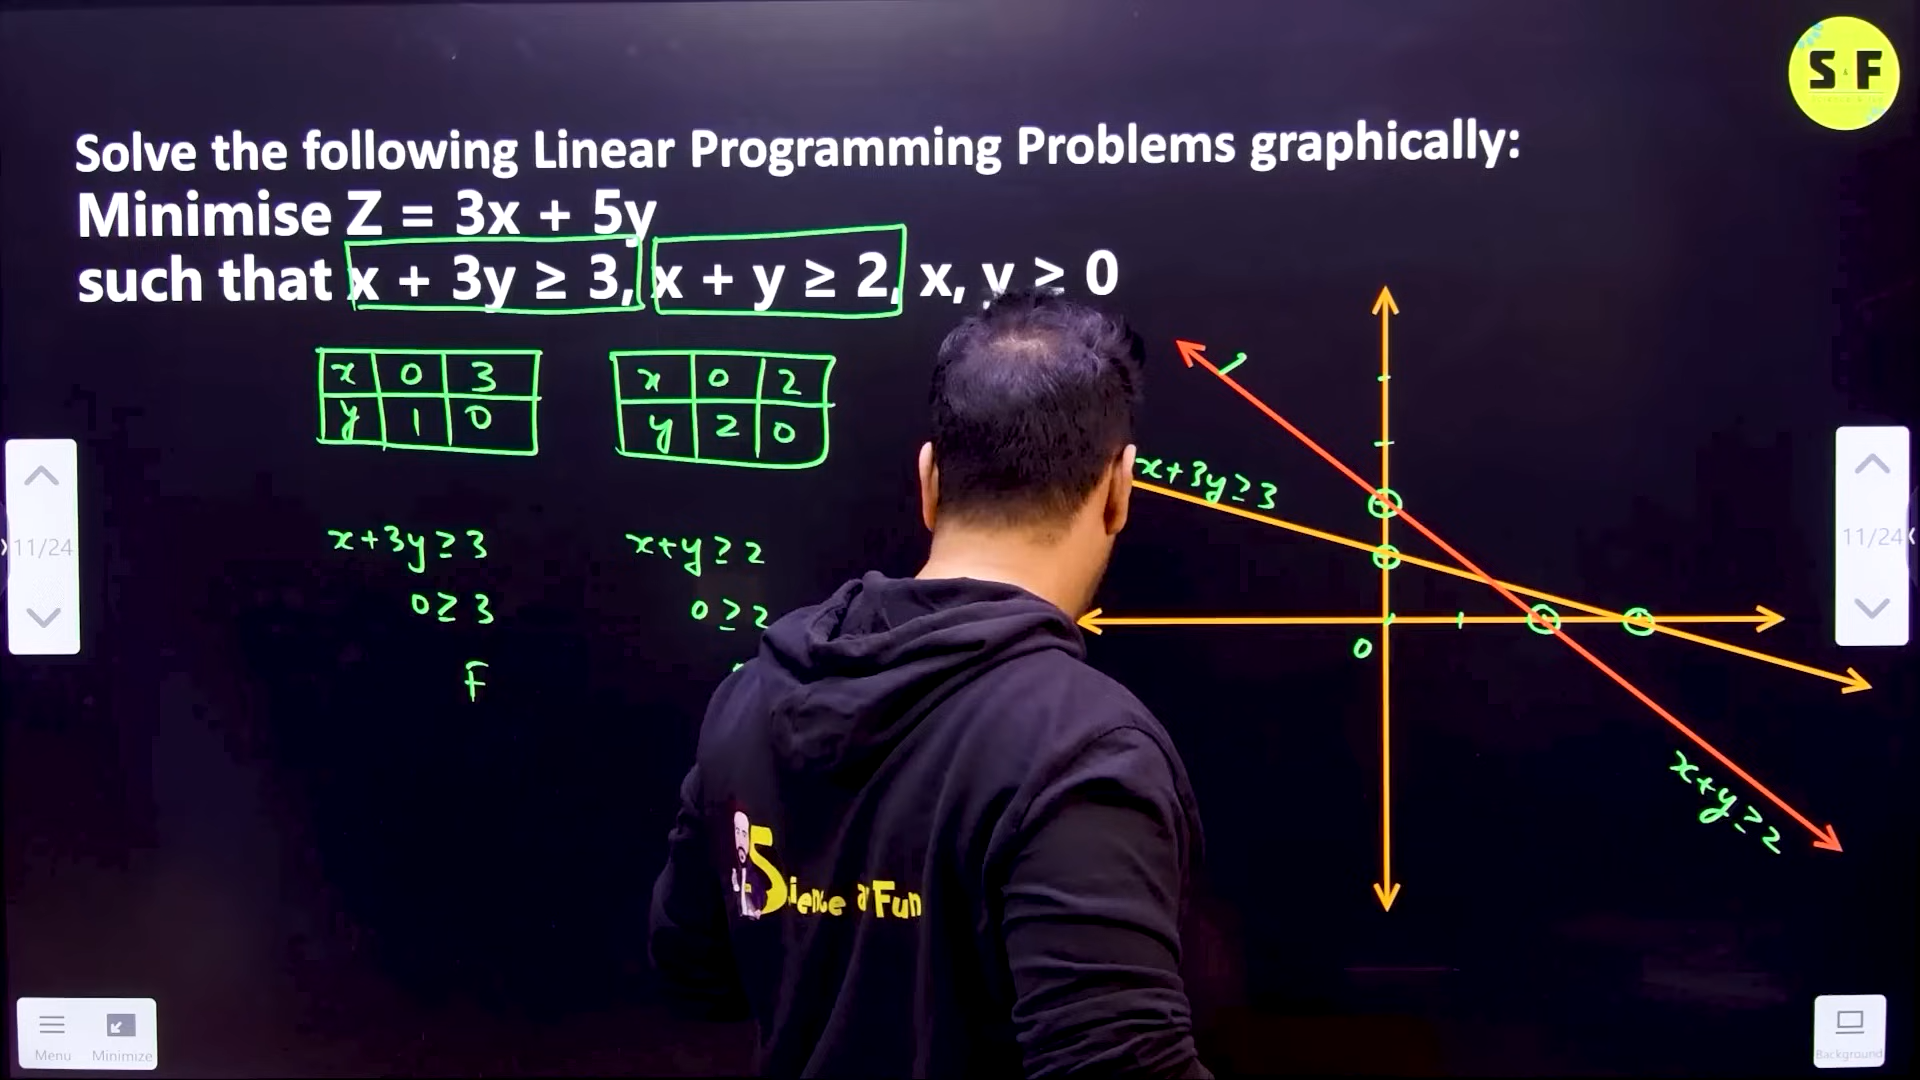 S&F
Solve the following Linear Programming Problems graphically:
Minimise Z = 3x + 5y
such that x + 3y ≥ 3, x + y ≥ 2, x, y ≥ 0
x 0 3
y 1 0
x 0 2
y 2 0
x+3y≥3
0≥3
F
x+y≥2
0≥2
x+3y≥3
0
x+y≥2
11/24
11/24
Science Fun
Menu Minimize
Background